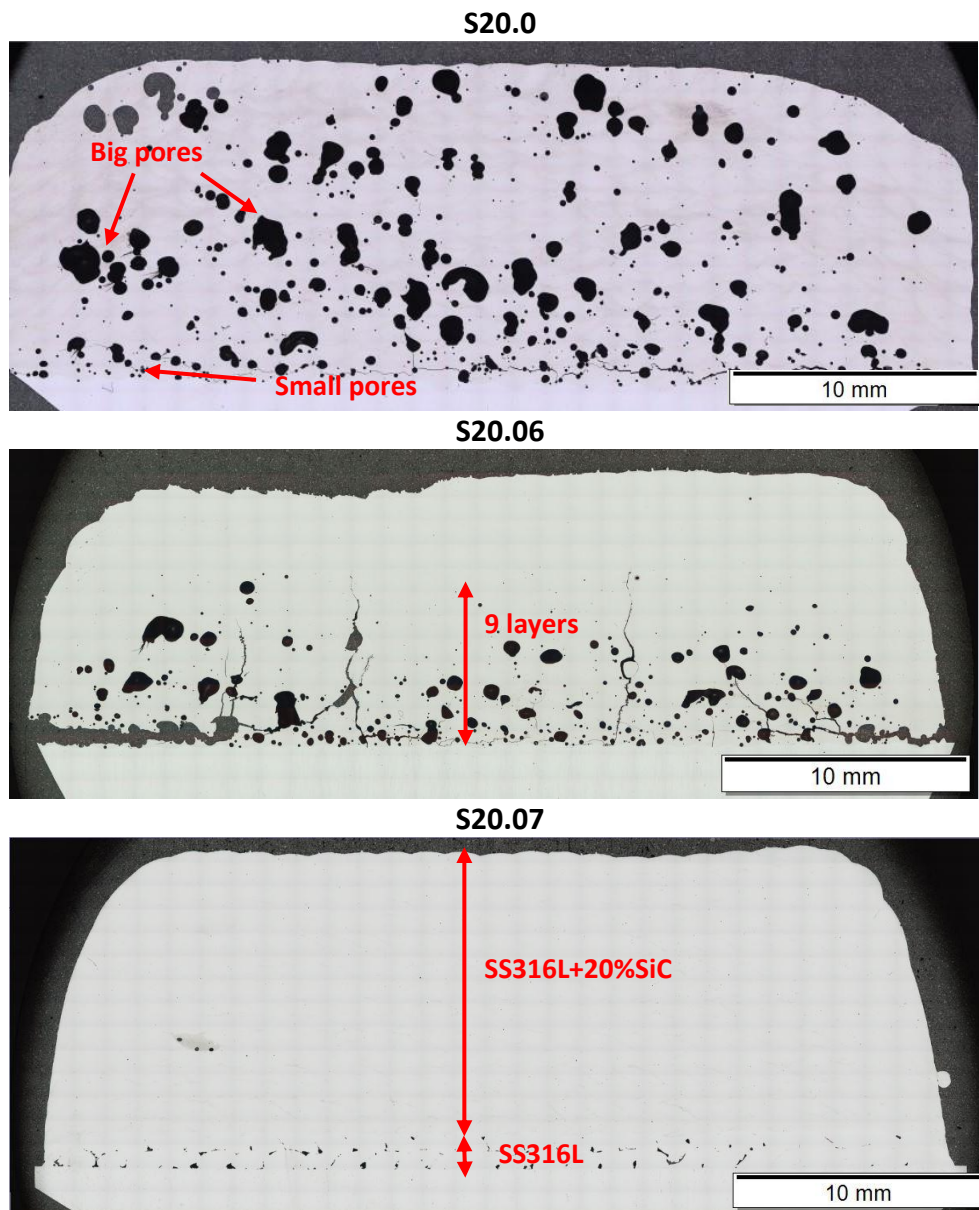 S20.0
Big pores
Small pores
10 mm
S20.06
9 layers
10 mm
S20.07
SS316L+20%SiC
SS316L
10 mm